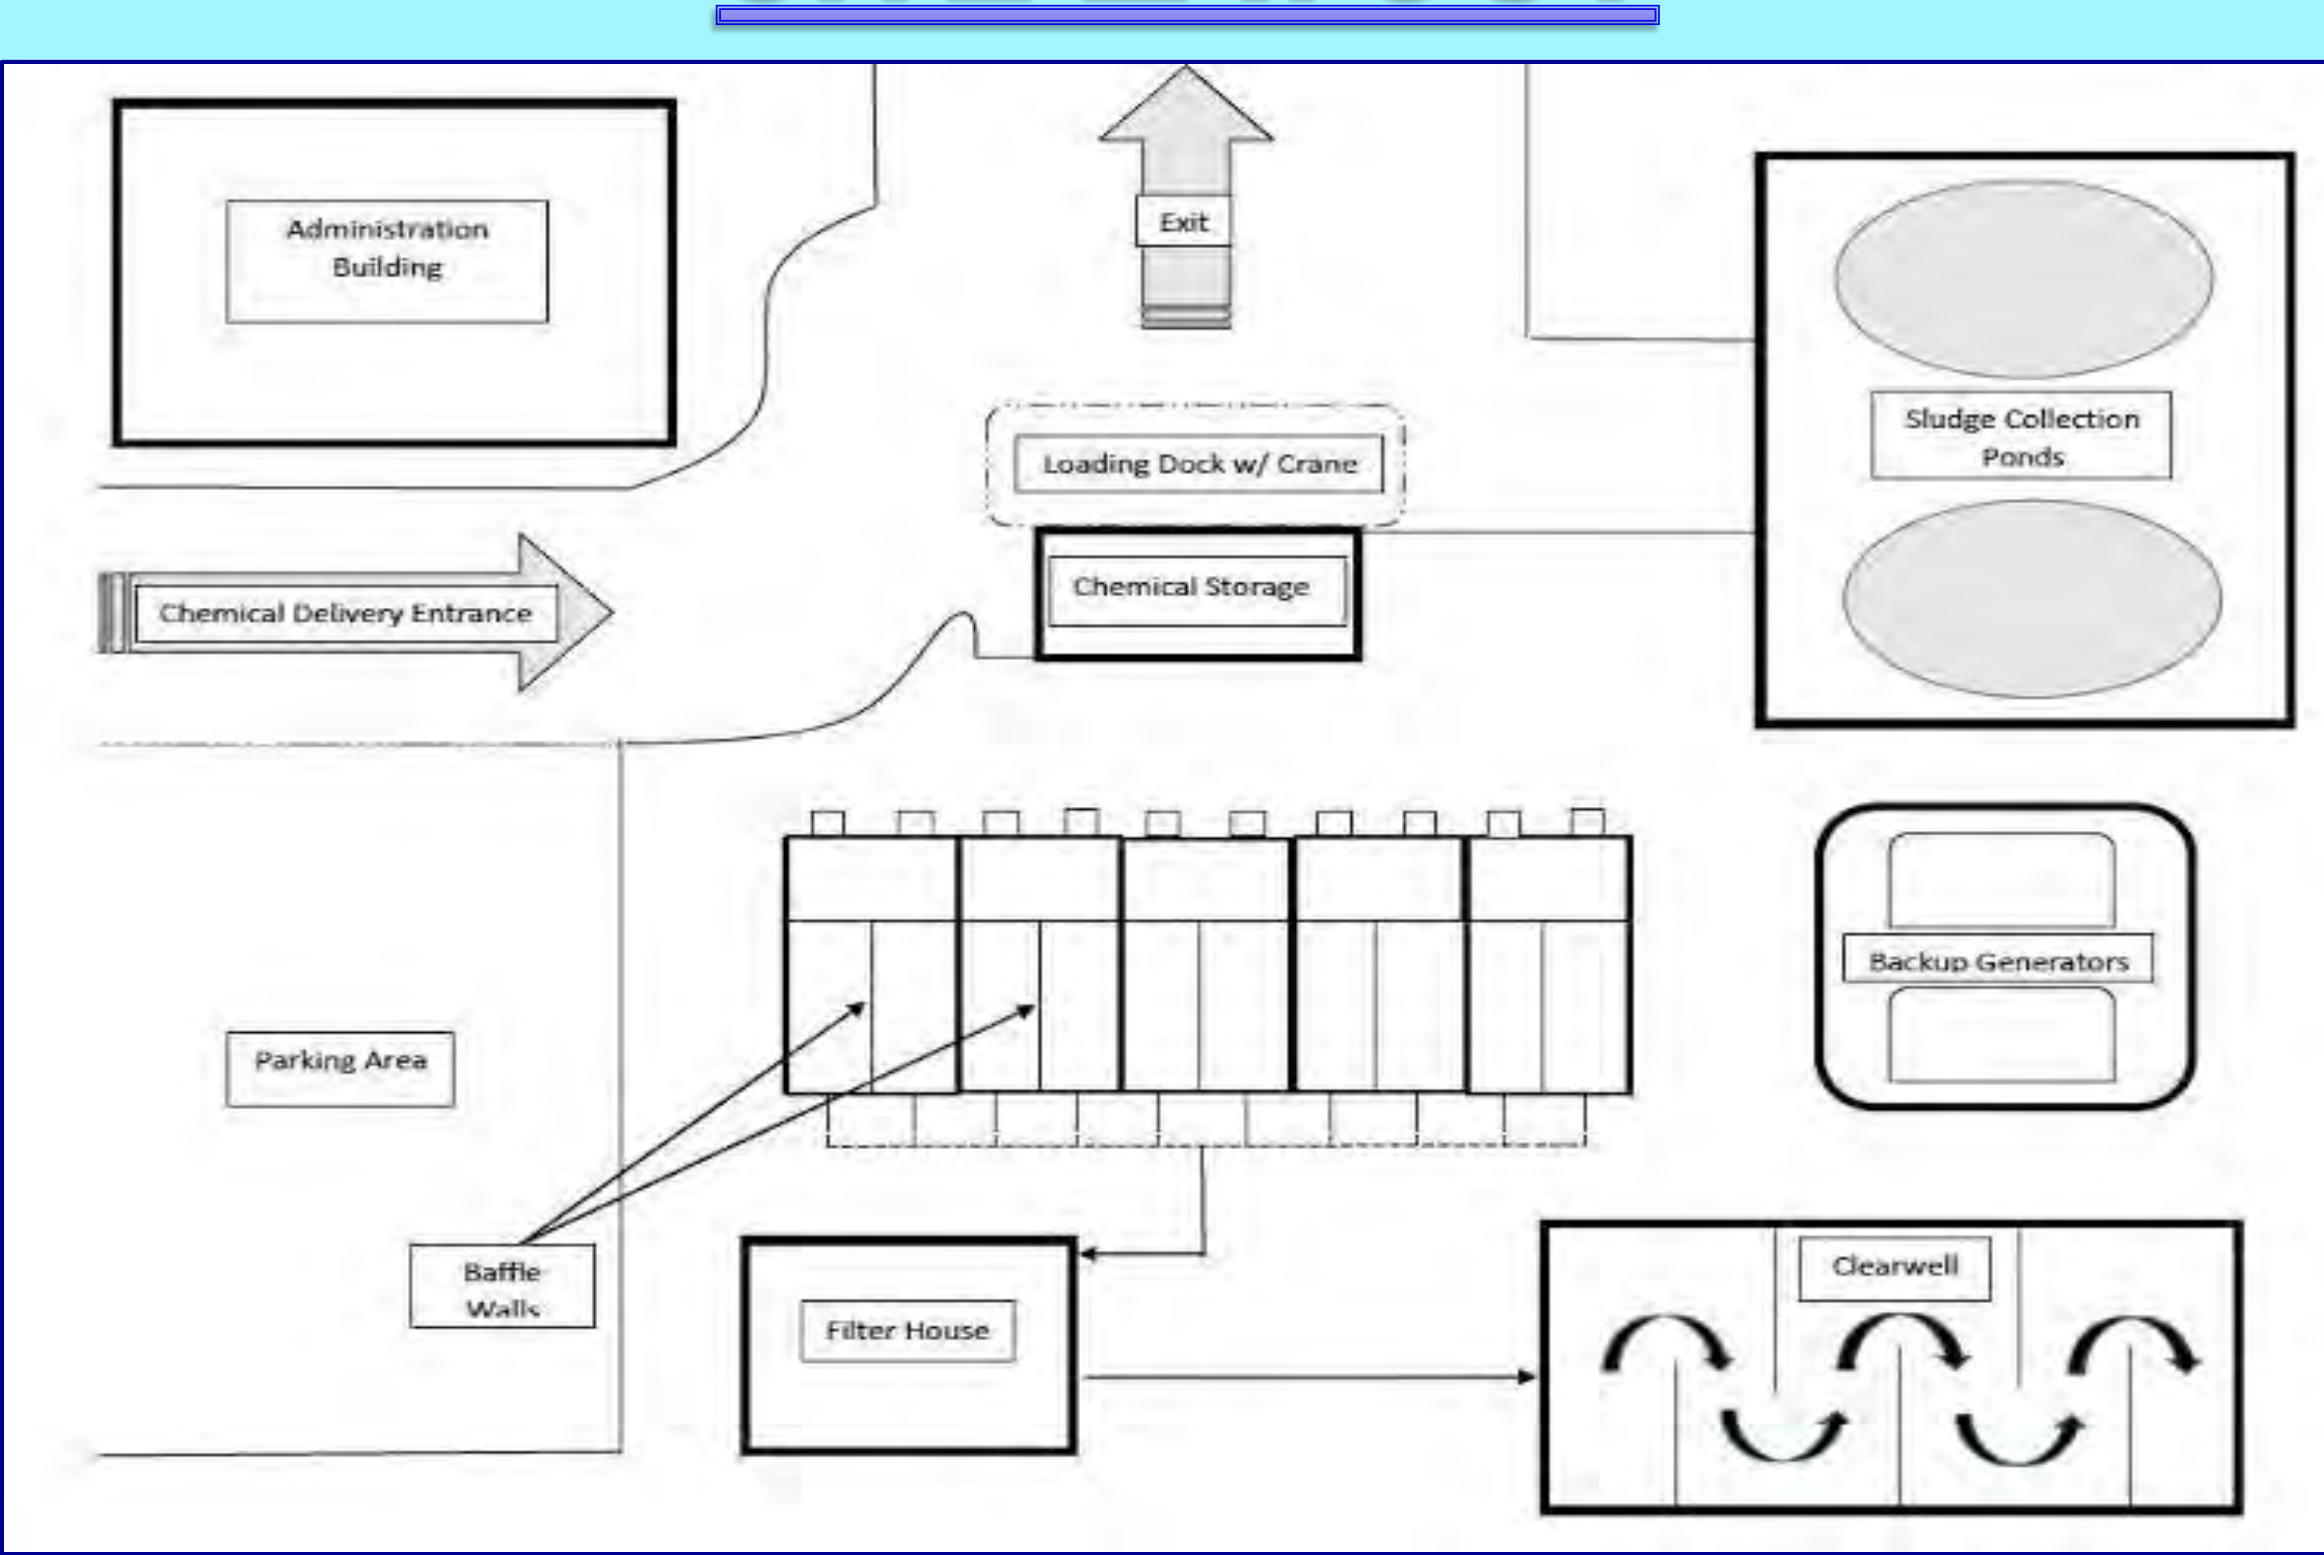 Administration
Building
Exit
Loading Dock w/ Crane
Sludge Collection
Ponds
Chemical Storage
Chemical Delivery Entrance
Backup Generators
Parking Area
Baffle
Walls
Filter House
Clearwell